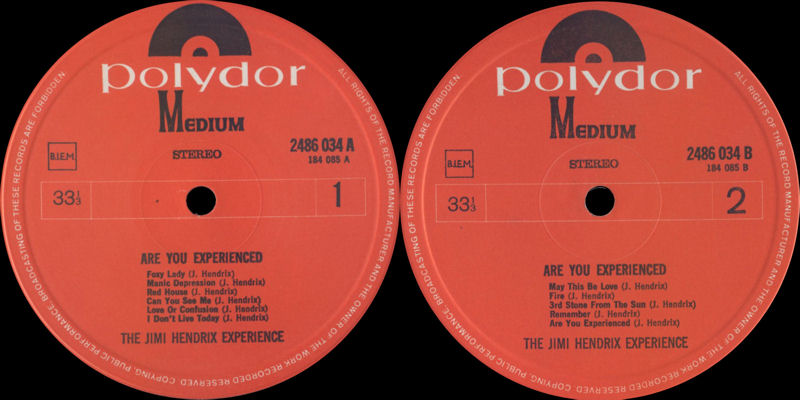 polydor
MEDIUM
STEREO
2486 034 A
184 085 A
B.I.E.M.
33 1/3
1
ARE YOU EXPERIENCED
Foxy Lady (J. Hendrix)
Manic Depression (J. Hendrix)
Red House (J. Hendrix)
Can You See Me (J. Hendrix)
Love Or Confusion (J. Hendrix)
I Don't Live Today (J. Hendrix)
THE JIMI HENDRIX EXPERIENCE
ALL RIGHTS OF THE RECORD MANUFACTURER AND THE OWNER OF THE WORK RECORDED RESERVED. COPYING, PUBLIC PERFORMANCE, BROADCASTING OF THESE RECORDS ARE FORBIDDEN.
polydor
MEDIUM
STEREO
2486 034 B
184 085 B
B.I.E.M.
33 1/3
2
ARE YOU EXPERIENCED
May This Be Love (J. Hendrix)
Fire (J. Hendrix)
3rd Stone From The Sun (J. Hendrix)
Remember (J. Hendrix)
Are You Experienced (J. Hendrix)
THE JIMI HENDRIX EXPERIENCE
ALL RIGHTS OF THE RECORD MANUFACTURER AND THE OWNER OF THE WORK RECORDED RESERVED. COPYING, PUBLIC PERFORMANCE, BROADCASTING OF THESE RECORDS ARE FORBIDDEN.